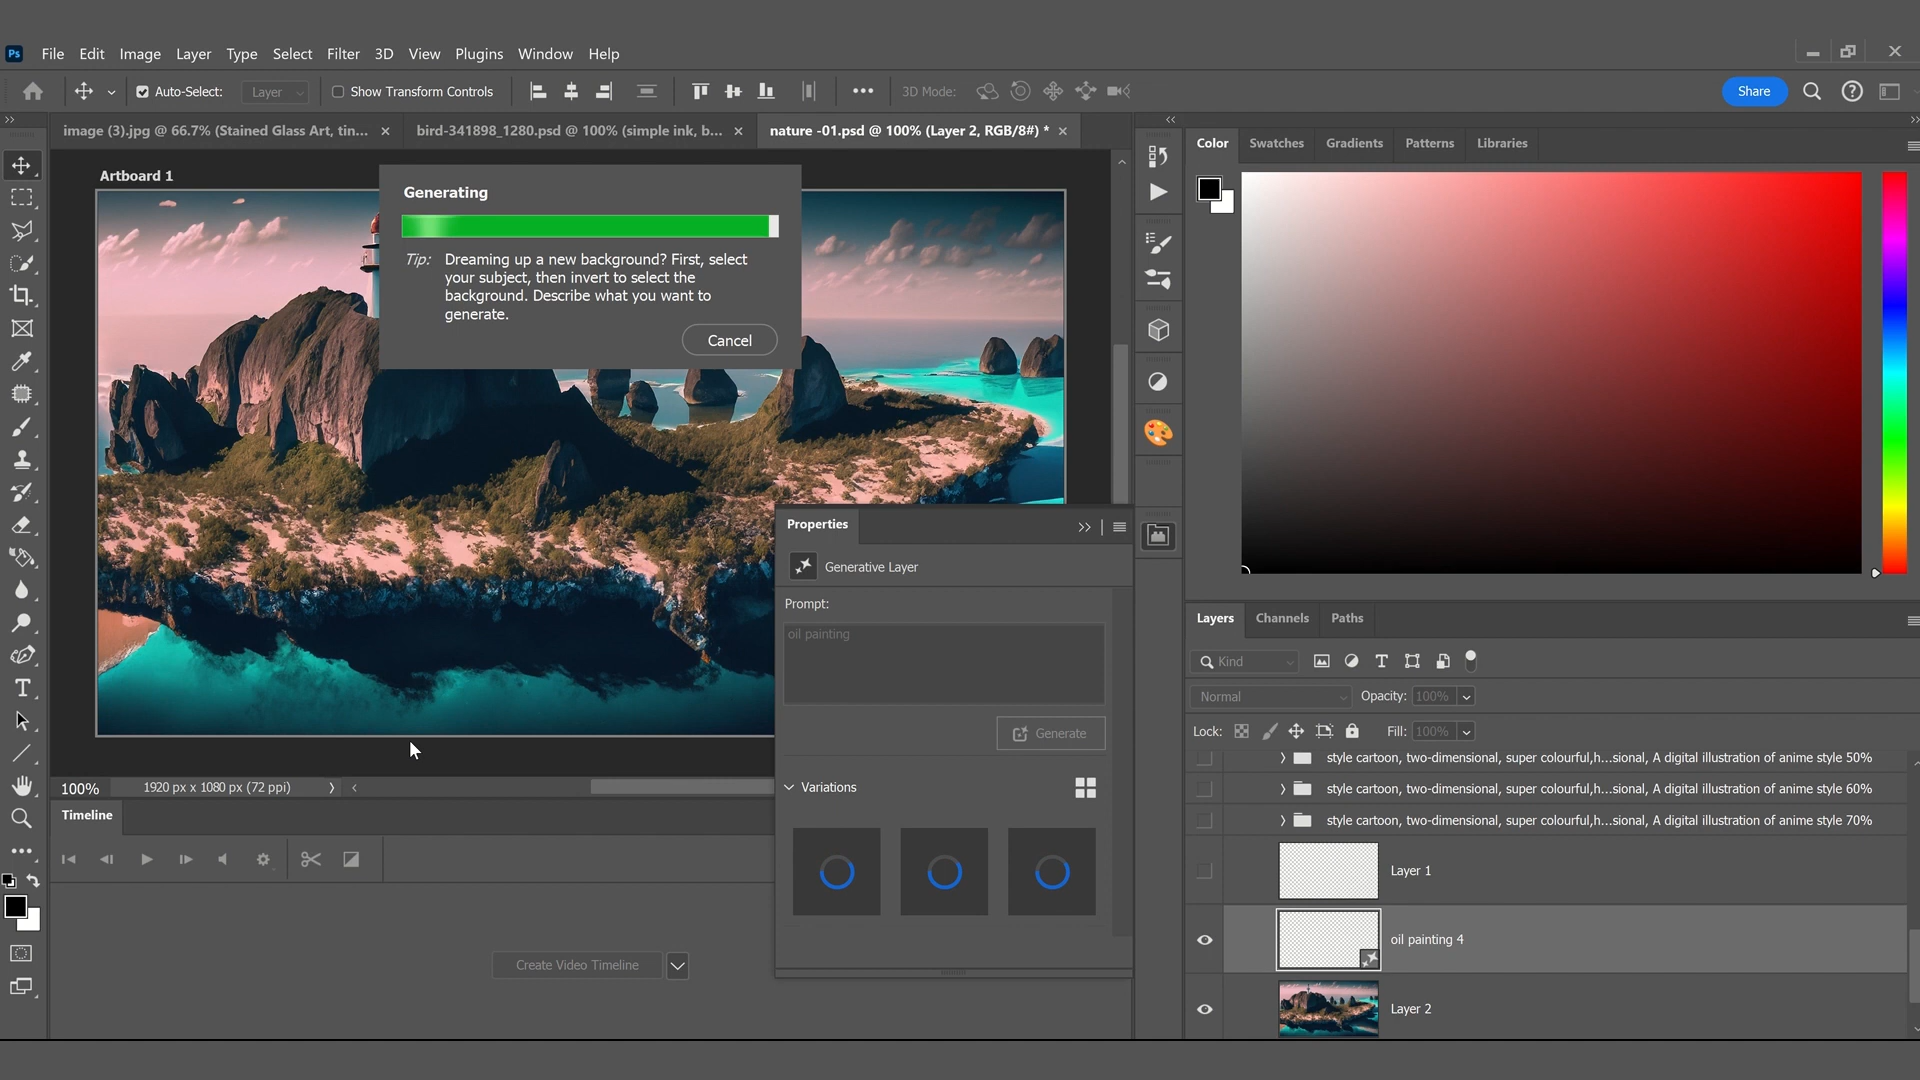 Ps File Edit Image Layer Type Select Filter 3D View Plugins Window Help
Auto-Select: Layer Show Transform Controls 3D Mode: Share
image (3).jpg @ 66.7% (Stained Glass Art, tin...
bird-341898_1280.psd @ 100% (simple ink, b...
nature -01.psd @ 100% (Layer 2, RGB/8#) *
Artboard 1
Generating
Tip: Dreaming up a new background? First, select
your subject, then invert to select the
background. Describe what you want to
generate.
Cancel
Properties
Generative Layer
Prompt:
oil painting
Generate
Variations
100% 1920 px x 1080 px (72 ppi)
Timeline
Create Video Timeline
Color Swatches Gradients Patterns Libraries
Layers Channels Paths
Kind
Normal Opacity: 100%
Lock: Fill: 100%
style cartoon, two-dimensional, super colourful,h...sional, A digital illustration of anime style 50%
style cartoon, two-dimensional, super colourful,h...sional, A digital illustration of anime style 60%
style cartoon, two-dimensional, super colourful,h...sional, A digital illustration of anime style 70%
Layer 1
oil painting 4
Layer 2